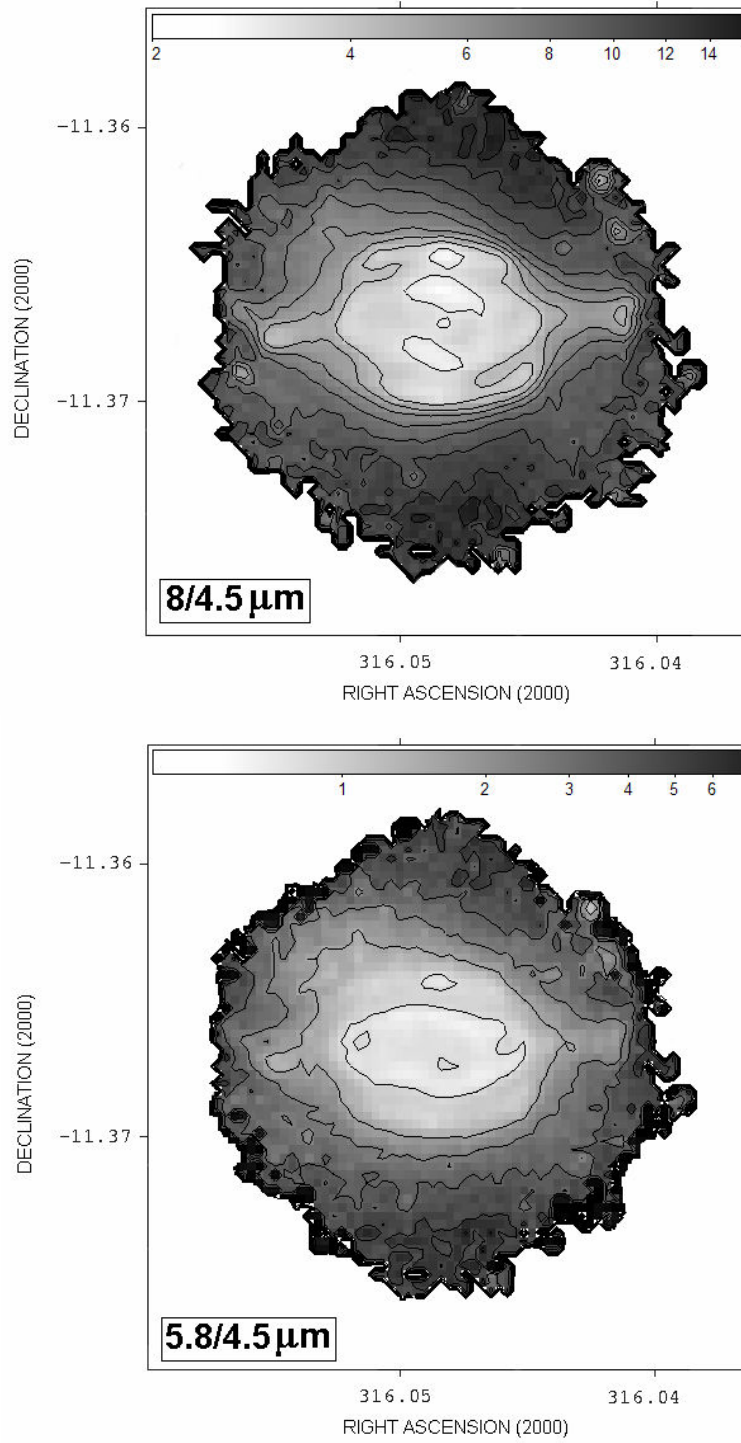 2 4 6 8 10 12 14
-11.36
-11.37
DECLINATION (2000)
8/4.5 μm
316.05 316.04
RIGHT ASCENSION (2000)
1 2 3 4 5 6
-11.36
-11.37
DECLINATION (2000)
5.8/4.5 μm
316.05 316.04
RIGHT ASCENSION (2000)